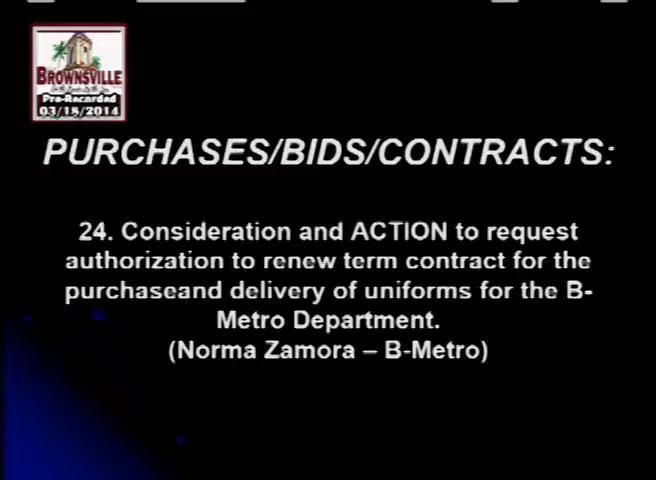 BROWNSVILLE
Pre-Recorded
03/18/2014
PURCHASES/BIDS/CONTRACTS:
24. Consideration and ACTION to request
authorization to renew term contract for the
purchaseand delivery of uniforms for the B-
Metro Department.
(Norma Zamora – B-Metro)